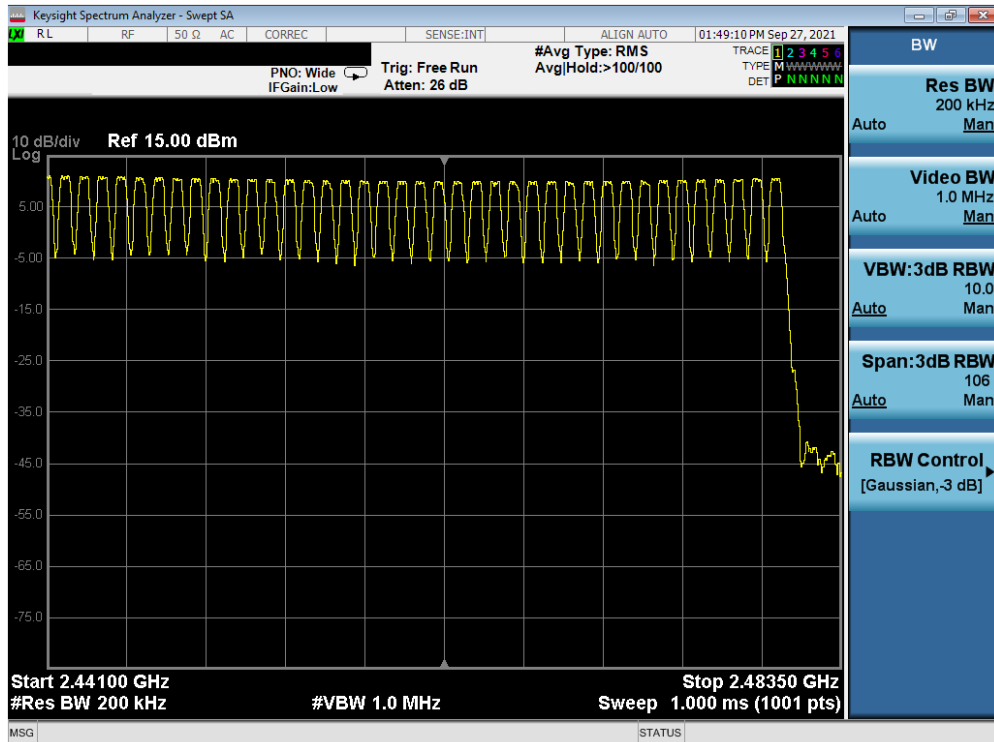 Keysight Spectrum Analyzer - Swept SA
LXI RL RF 50 Ω AC CORREC SENSE:INT ALIGN AUTO 01:49:10 PM Sep 27, 2021
PNO: Wide
IFGain:Low
Trig: Free Run
Atten: 26 dB
#Avg Type: RMS
Avg|Hold:>100/100
TRACE 1 2 3 4 5 6
TYPE M WWWWW
DET P N N N N N
10 dB/div Ref 15.00 dBm
Log
5.00
-5.00
-15.0
-25.0
-35.0
-45.0
-55.0
-65.0
-75.0
Start 2.44100 GHz Stop 2.48350 GHz
#Res BW 200 kHz #VBW 1.0 MHz Sweep 1.000 ms (1001 pts)
MSG STATUS
BW
Res BW
200 kHz
Auto Man
Video BW
1.0 MHz
Auto Man
VBW:3dB RBW
10.0
Auto Man
Span:3dB RBW
106
Auto Man
RBW Control
[Gaussian,-3 dB]